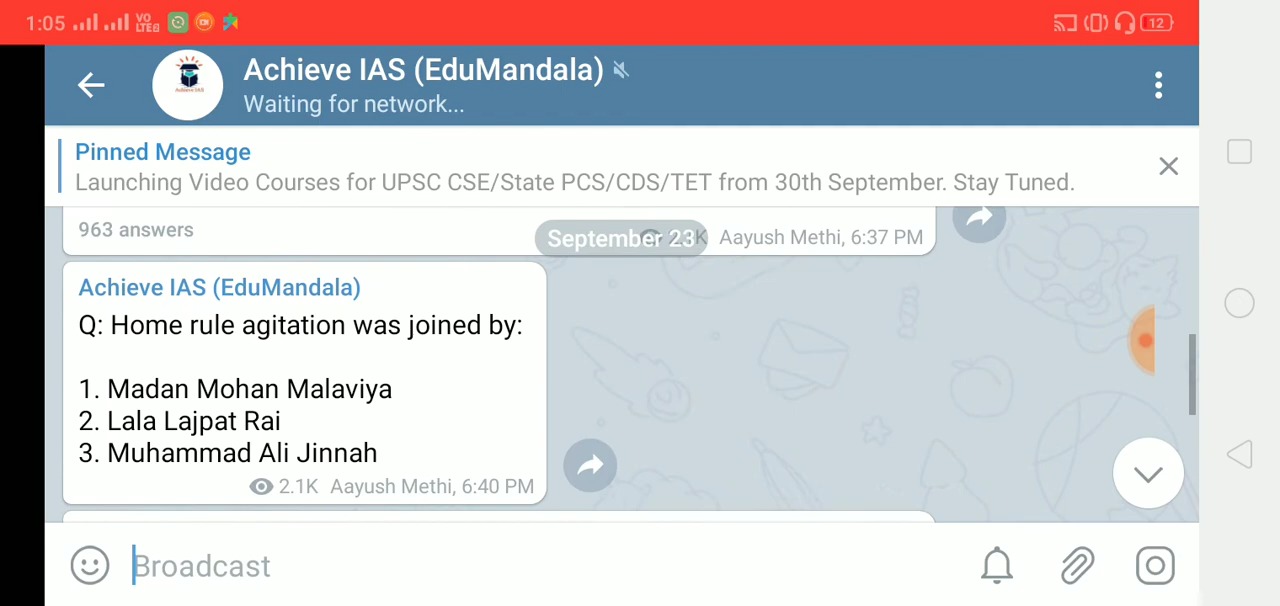 1:05 VO LTE2 12
Achieve IAS (EduMandala)
Waiting for network...
Pinned Message
Launching Video Courses for UPSC CSE/State PCS/CDS/TET from 30th September. Stay Tuned.
963 answers
September 23
Aayush Methi, 6:37 PM
Achieve IAS (EduMandala)
Q: Home rule agitation was joined by:
1. Madan Mohan Malaviya
2. Lala Lajpat Rai
3. Muhammad Ali Jinnah
2.1K Aayush Methi, 6:40 PM
Broadcast